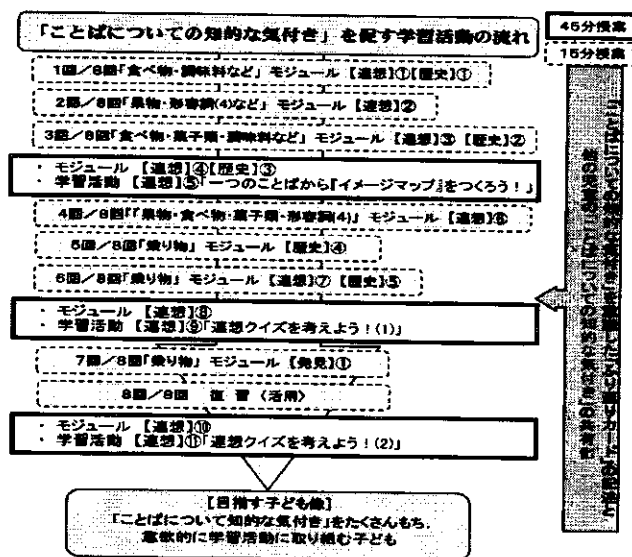 「ことばについての知的な気付き」を促す学習活動の流れ
45分授業
15分授業
1回/8回「食べ物・調味料など」 モジュール 【連想】①【歴史】①
2回/8回「果物・形容詞(4)など」 モジュール 【連想】②
3回/8回「食べ物・菓子類・調味料など」 モジュール 【連想】③ 【歴史】②
・ モジュール 【連想】④【歴史】③
・ 学習活動 【連想】⑤「一つのことばから『イメージマップ』をつくろう!」
4回/8回「『果物・食べ物・菓子類・形容詞(4)」 モジュール 【連想】⑥
5回/8回「乗り物」 モジュール 【歴史】④
6回/8回「乗り物」 モジュール 【連想】⑦ 【歴史】⑤
・ モジュール 【連想】⑧
・ 学習活動 【連想】⑨「連想クイズを考えよう!(1)」
7回/8回「乗り物」 モジュール 【発見】①
8回/8回 復習〈活用〉
・ モジュール 【連想】⑩
・ 学習活動 【連想】⑪「連想クイズを考えよう!(2)」
[目指す子ども像]
「ことばについて知的な気付き」をたくさんもち、
意欲的に学習活動に取り組む子ども